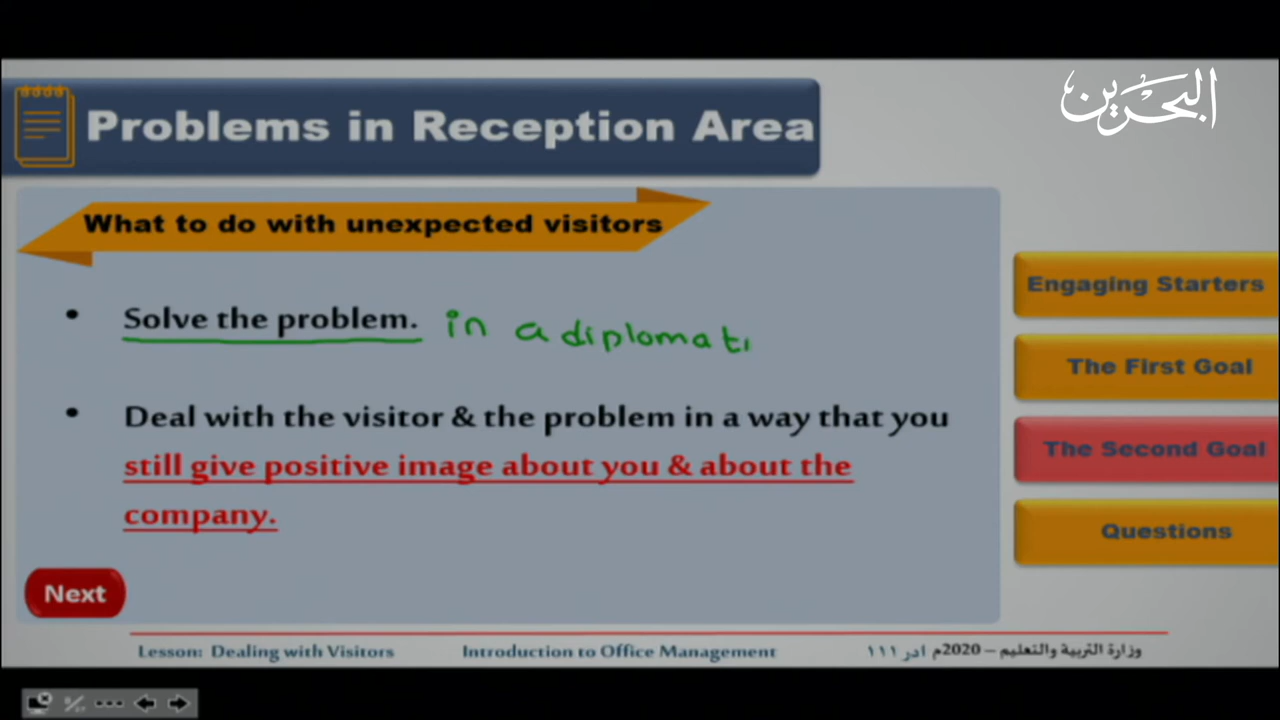 البحرين
Problems in Reception Area
What to do with unexpected visitors
• Solve the problem. in a diplomati
• Deal with the visitor & the problem in a way that you
still give positive image about you & about the
company.
Engaging Starters
The First Goal
The Second Goal
Questions
Next
Lesson: Dealing with Visitors
Introduction to Office Management
وزارة التربية والتعليم – 2020م ادر ١١١